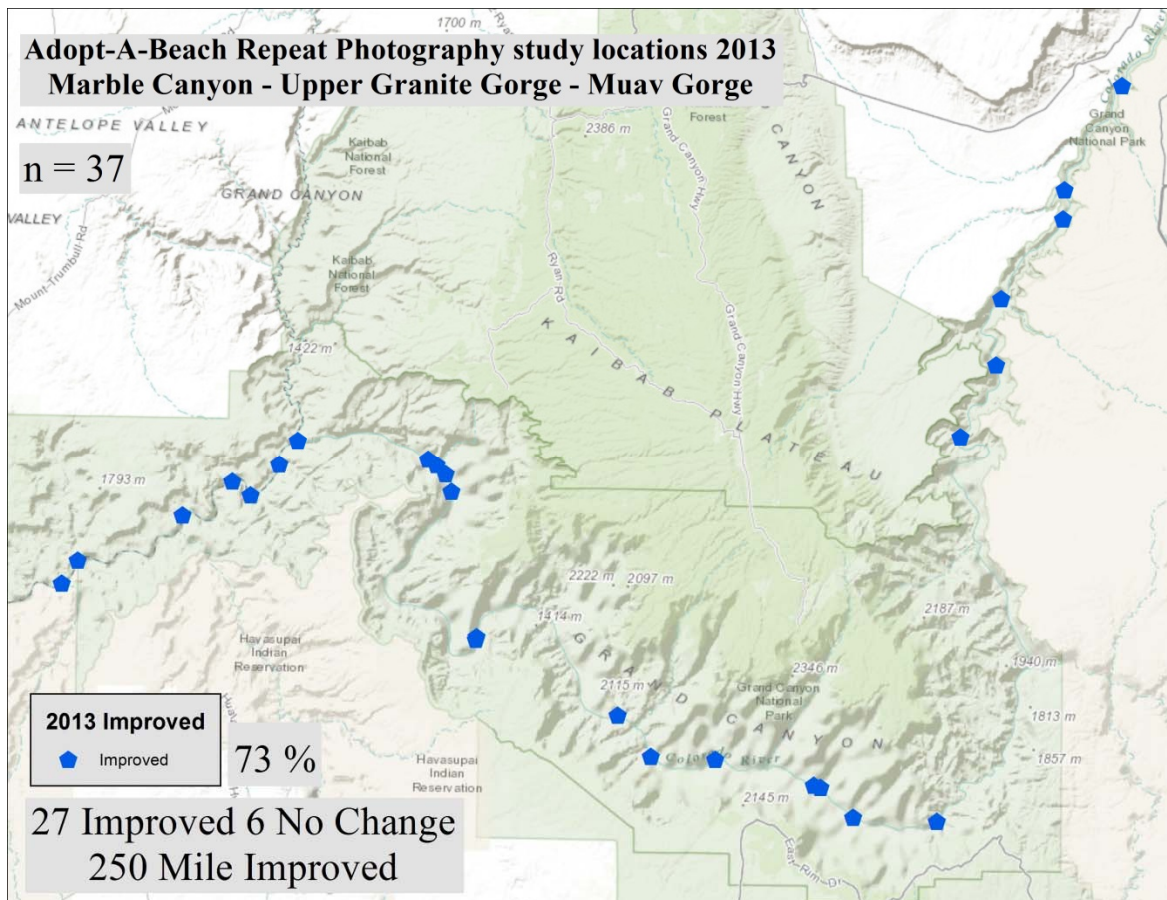 1700 m
Ry
Adopt-A-Beach Repeat Photography study locations 2013
Marble Canyon - Upper Granite Gorge - Muav Gorge
Colorado River
Grand
Canyon
National Park
ANTELOPE VALLEY
2386 m
Forest
Kaibab
National
Forest
Grand Canyon Hwy
CANYON
n = 37
GRAND CANYON
VALLEY
Mount-Trumbull Rd
Kaibab
National
Forest
Ryan Rd
Grand Canyon Hwy
KAIBAB PLATEAU
1422 m
1793 m
2222 m
2097 m
1414 m
2187 m
Havasupai
Indian
Reservation
GRAND CANYON
2346 m
1940 m
2115 m
Grand Canyon
National
Park
1813 m
Colorado River
1857 m
2013 Improved
Improved
73 %
Havasupai
Indian
Reservation
2145 m
27 Improved 6 No Change
250 Mile Improved
East Rim Dr